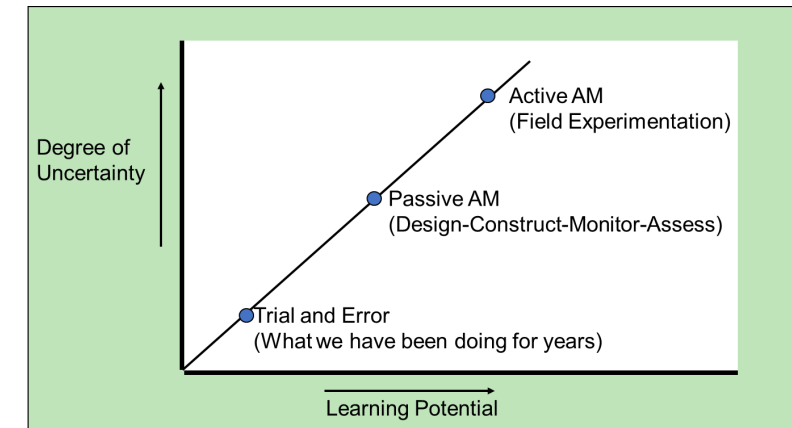 Active AM
(Field Experimentation)
Degree of
Uncertainty
Passive AM
(Design-Construct-Monitor-Assess)
Trial and Error
(What we have been doing for years)
Learning Potential